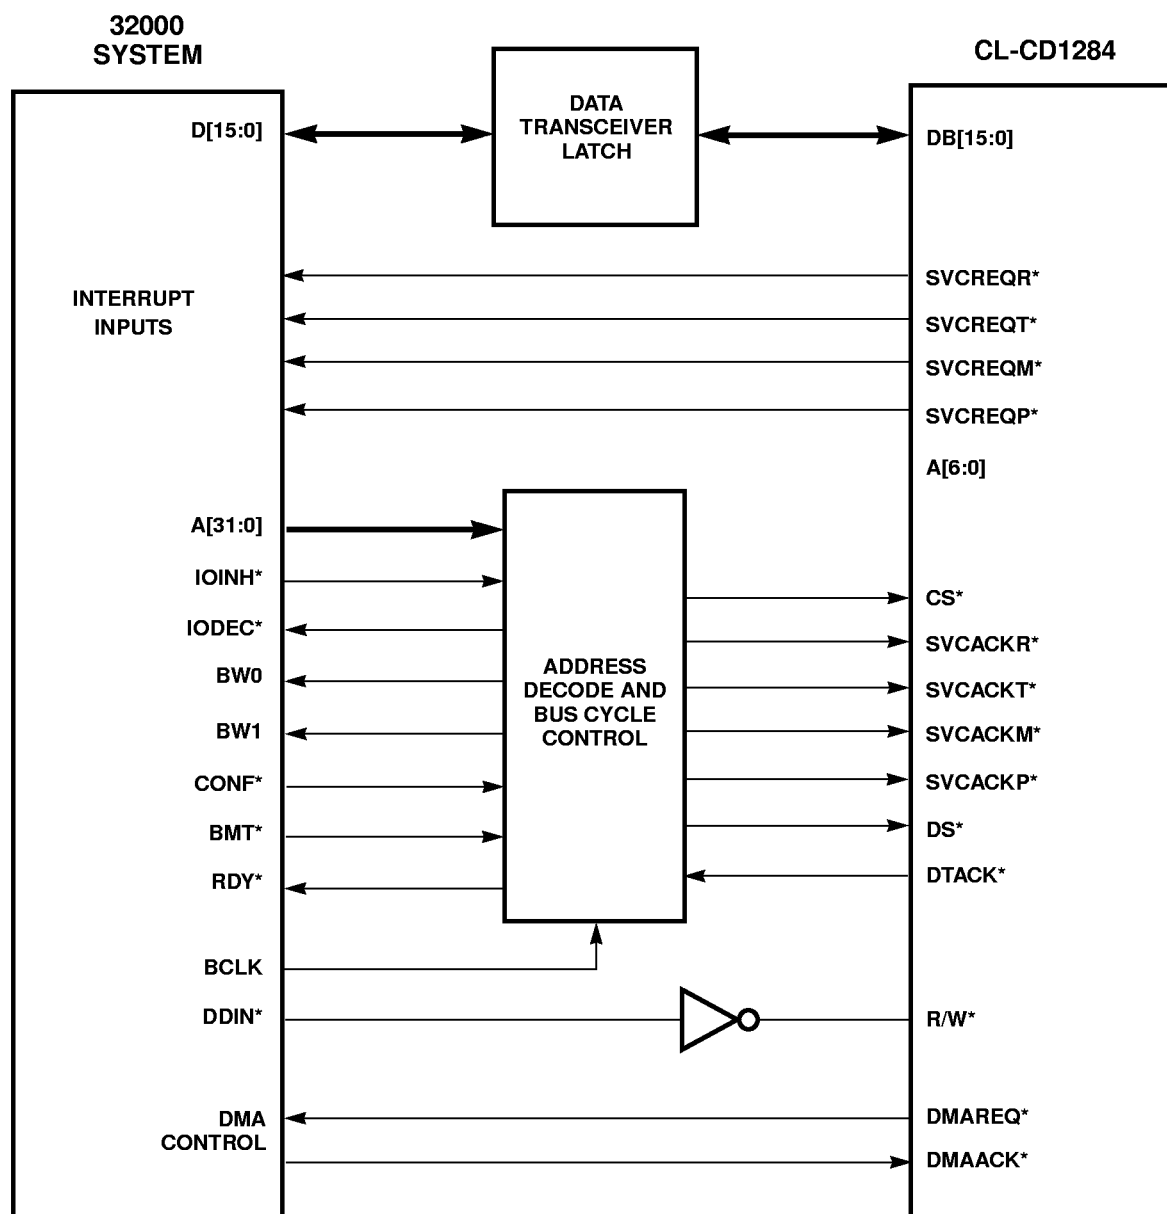 32000
SYSTEM
CL-CD1284
DATA
TRANSCEIVER
LATCH
D[15:0]
DB[15:0]
INTERRUPT
INPUTS
SVCREQR*
SVCREQT*
SVCREQM*
SVCREQP*
A[6:0]
A[31:0]
IOINH*
IODEC*
BW0
BW1
CONF*
BMT*
RDY*
BCLK
DDIN*
ADDRESS
DECODE AND
BUS CYCLE
CONTROL
CS*
SVCACKR*
SVCACKT*
SVCACKM*
SVCACKP*
DS*
DTACK*
R/W*
DMA
CONTROL
DMAREQ*
DMAACK*